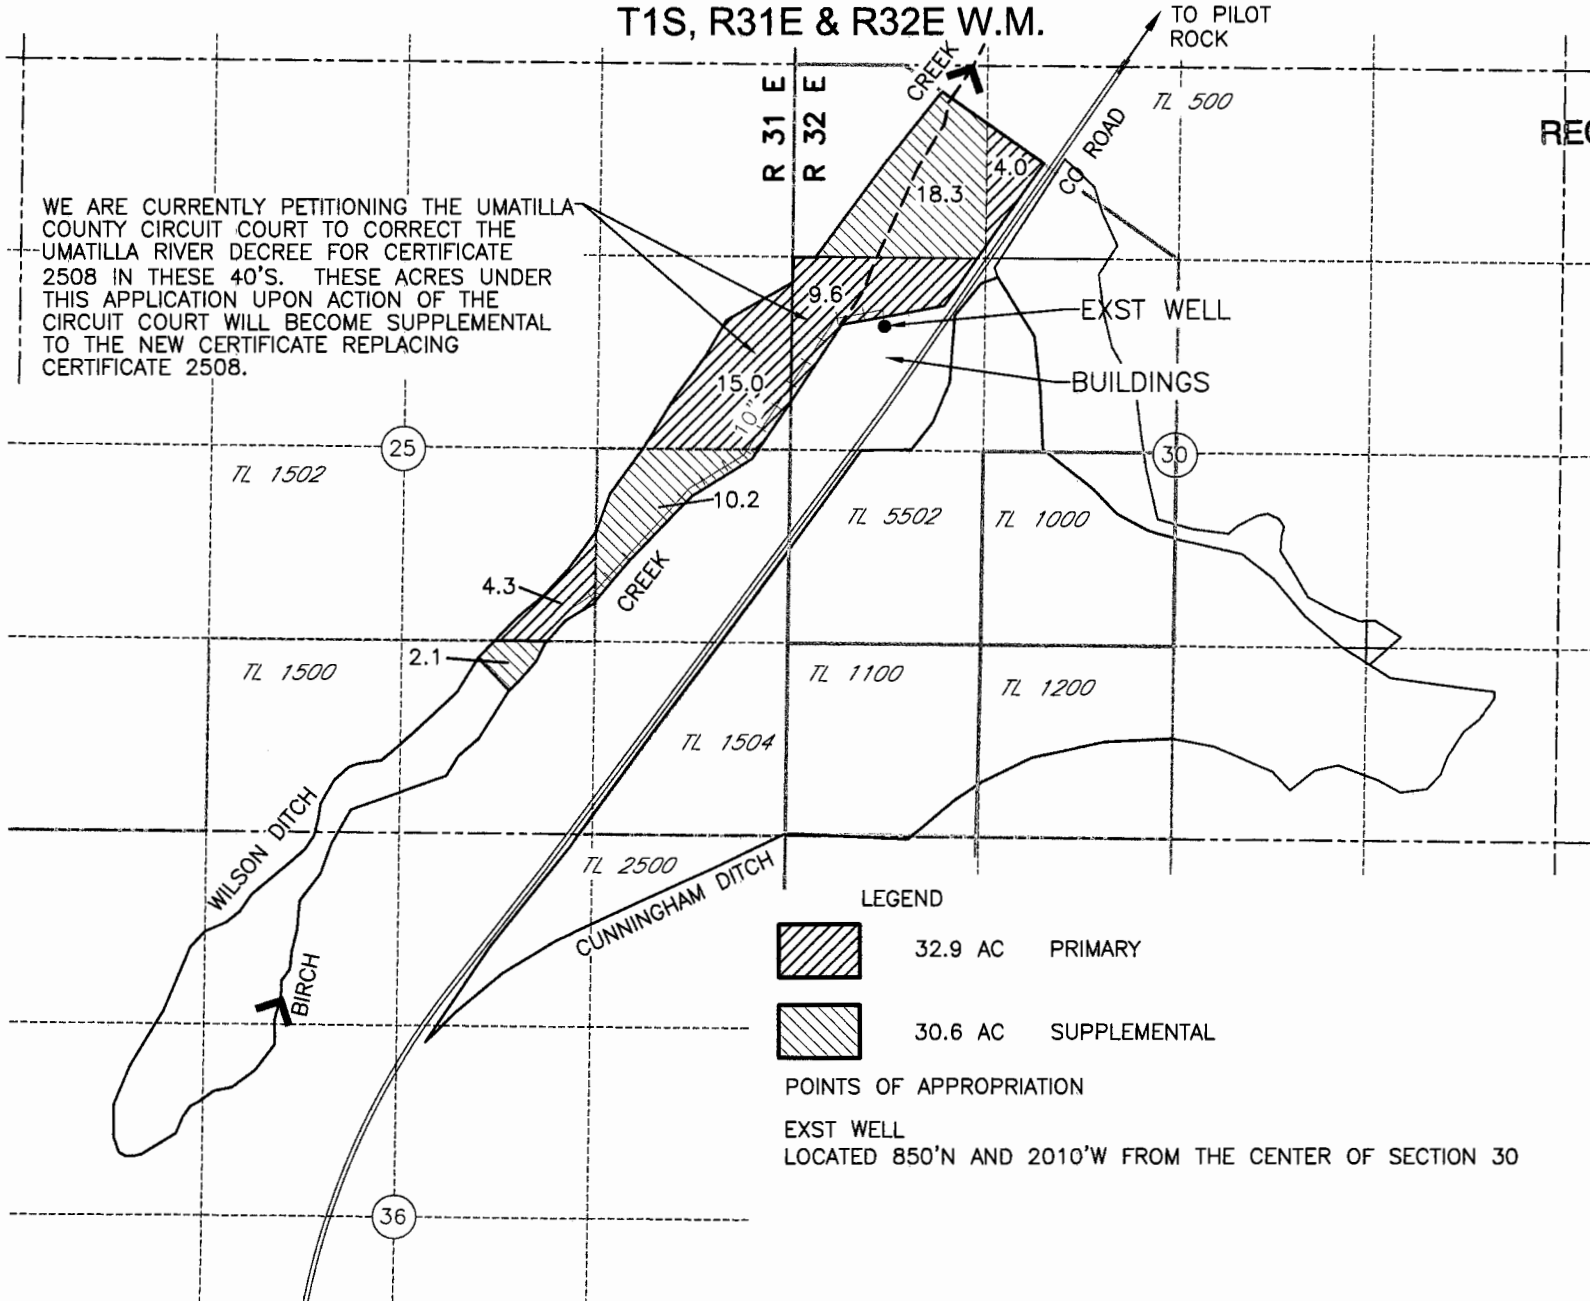 T1S, R31E & R32E W.M.
TO PILOT
ROCK
CREEK
R 31 E
R 32 E
TL 500
CO ROAD
4.0
18.3
WE ARE CURRENTLY PETITIONING THE UMATILLA
COUNTY CIRCUIT COURT TO CORRECT THE
UMATILLA RIVER DECREE FOR CERTIFICATE
2508 IN THESE 40'S. THESE ACRES UNDER
THIS APPLICATION UPON ACTION OF THE
CIRCUIT COURT WILL BECOME SUPPLEMENTAL
TO THE NEW CERTIFICATE REPLACING
CERTIFICATE 2508.
9.6
EXST WELL
15.0
BUILDINGS
10"
25
30
TL 1502
10.2
TL 5502
TL 1000
4.3
CREEK
2.1
TL 1500
TL 1100
TL 1200
TL 1504
WILSON DITCH
TL 2500
CUNNINGHAM DITCH
BIRCH
LEGEND
32.9 AC PRIMARY
30.6 AC SUPPLEMENTAL
POINTS OF APPROPRIATION
EXST WELL
LOCATED 850'N AND 2010'W FROM THE CENTER OF SECTION 30
36